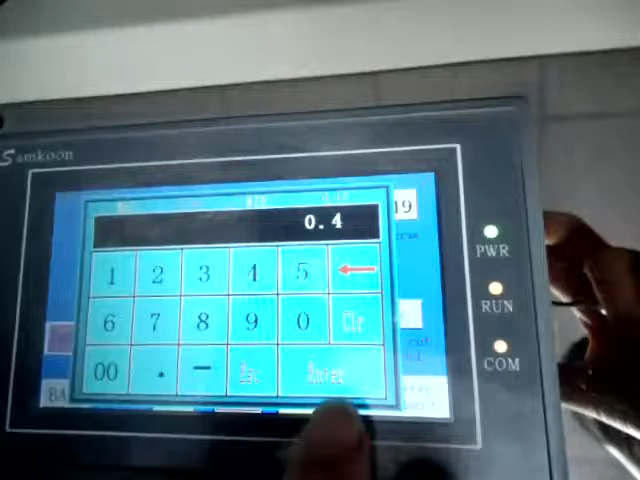 Samkoon
19
0.4
1 2 3 4 5
6 7 8 9 0 Clr
00 . - Esc Enter
BA
PWR
RUN
COM